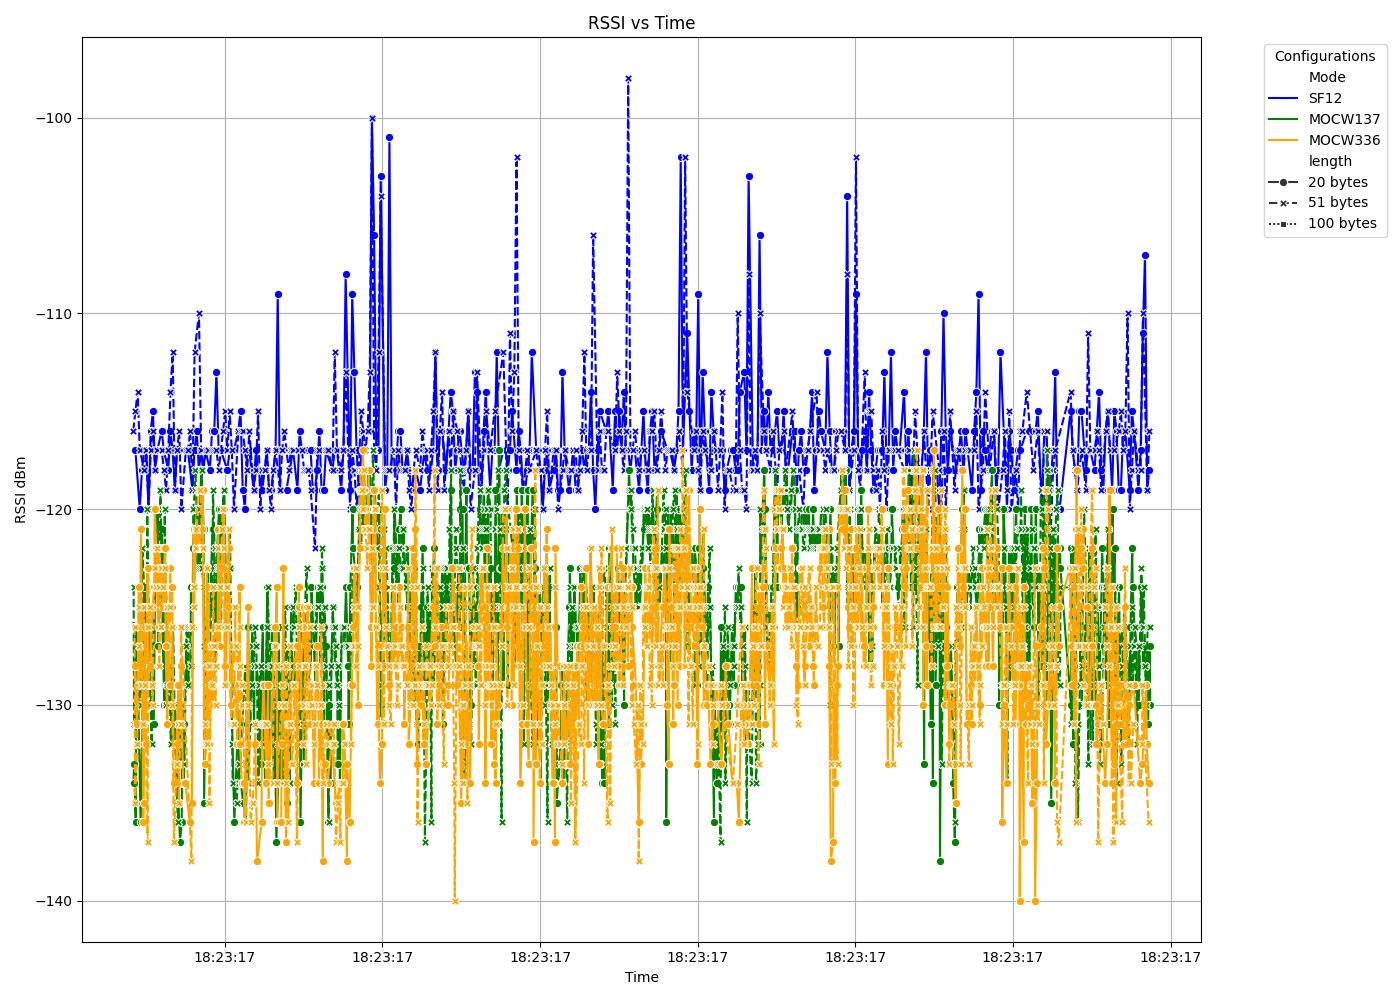 RSSI vs Time
Configurations
Mode
SF12
MOCW137
MOCW336
length
20 bytes
51 bytes
100 bytes
RSSI dBm
−100
−110
−120
−130
−140
18:23:17
18:23:17
18:23:17
18:23:17
18:23:17
18:23:17
18:23:17
Time